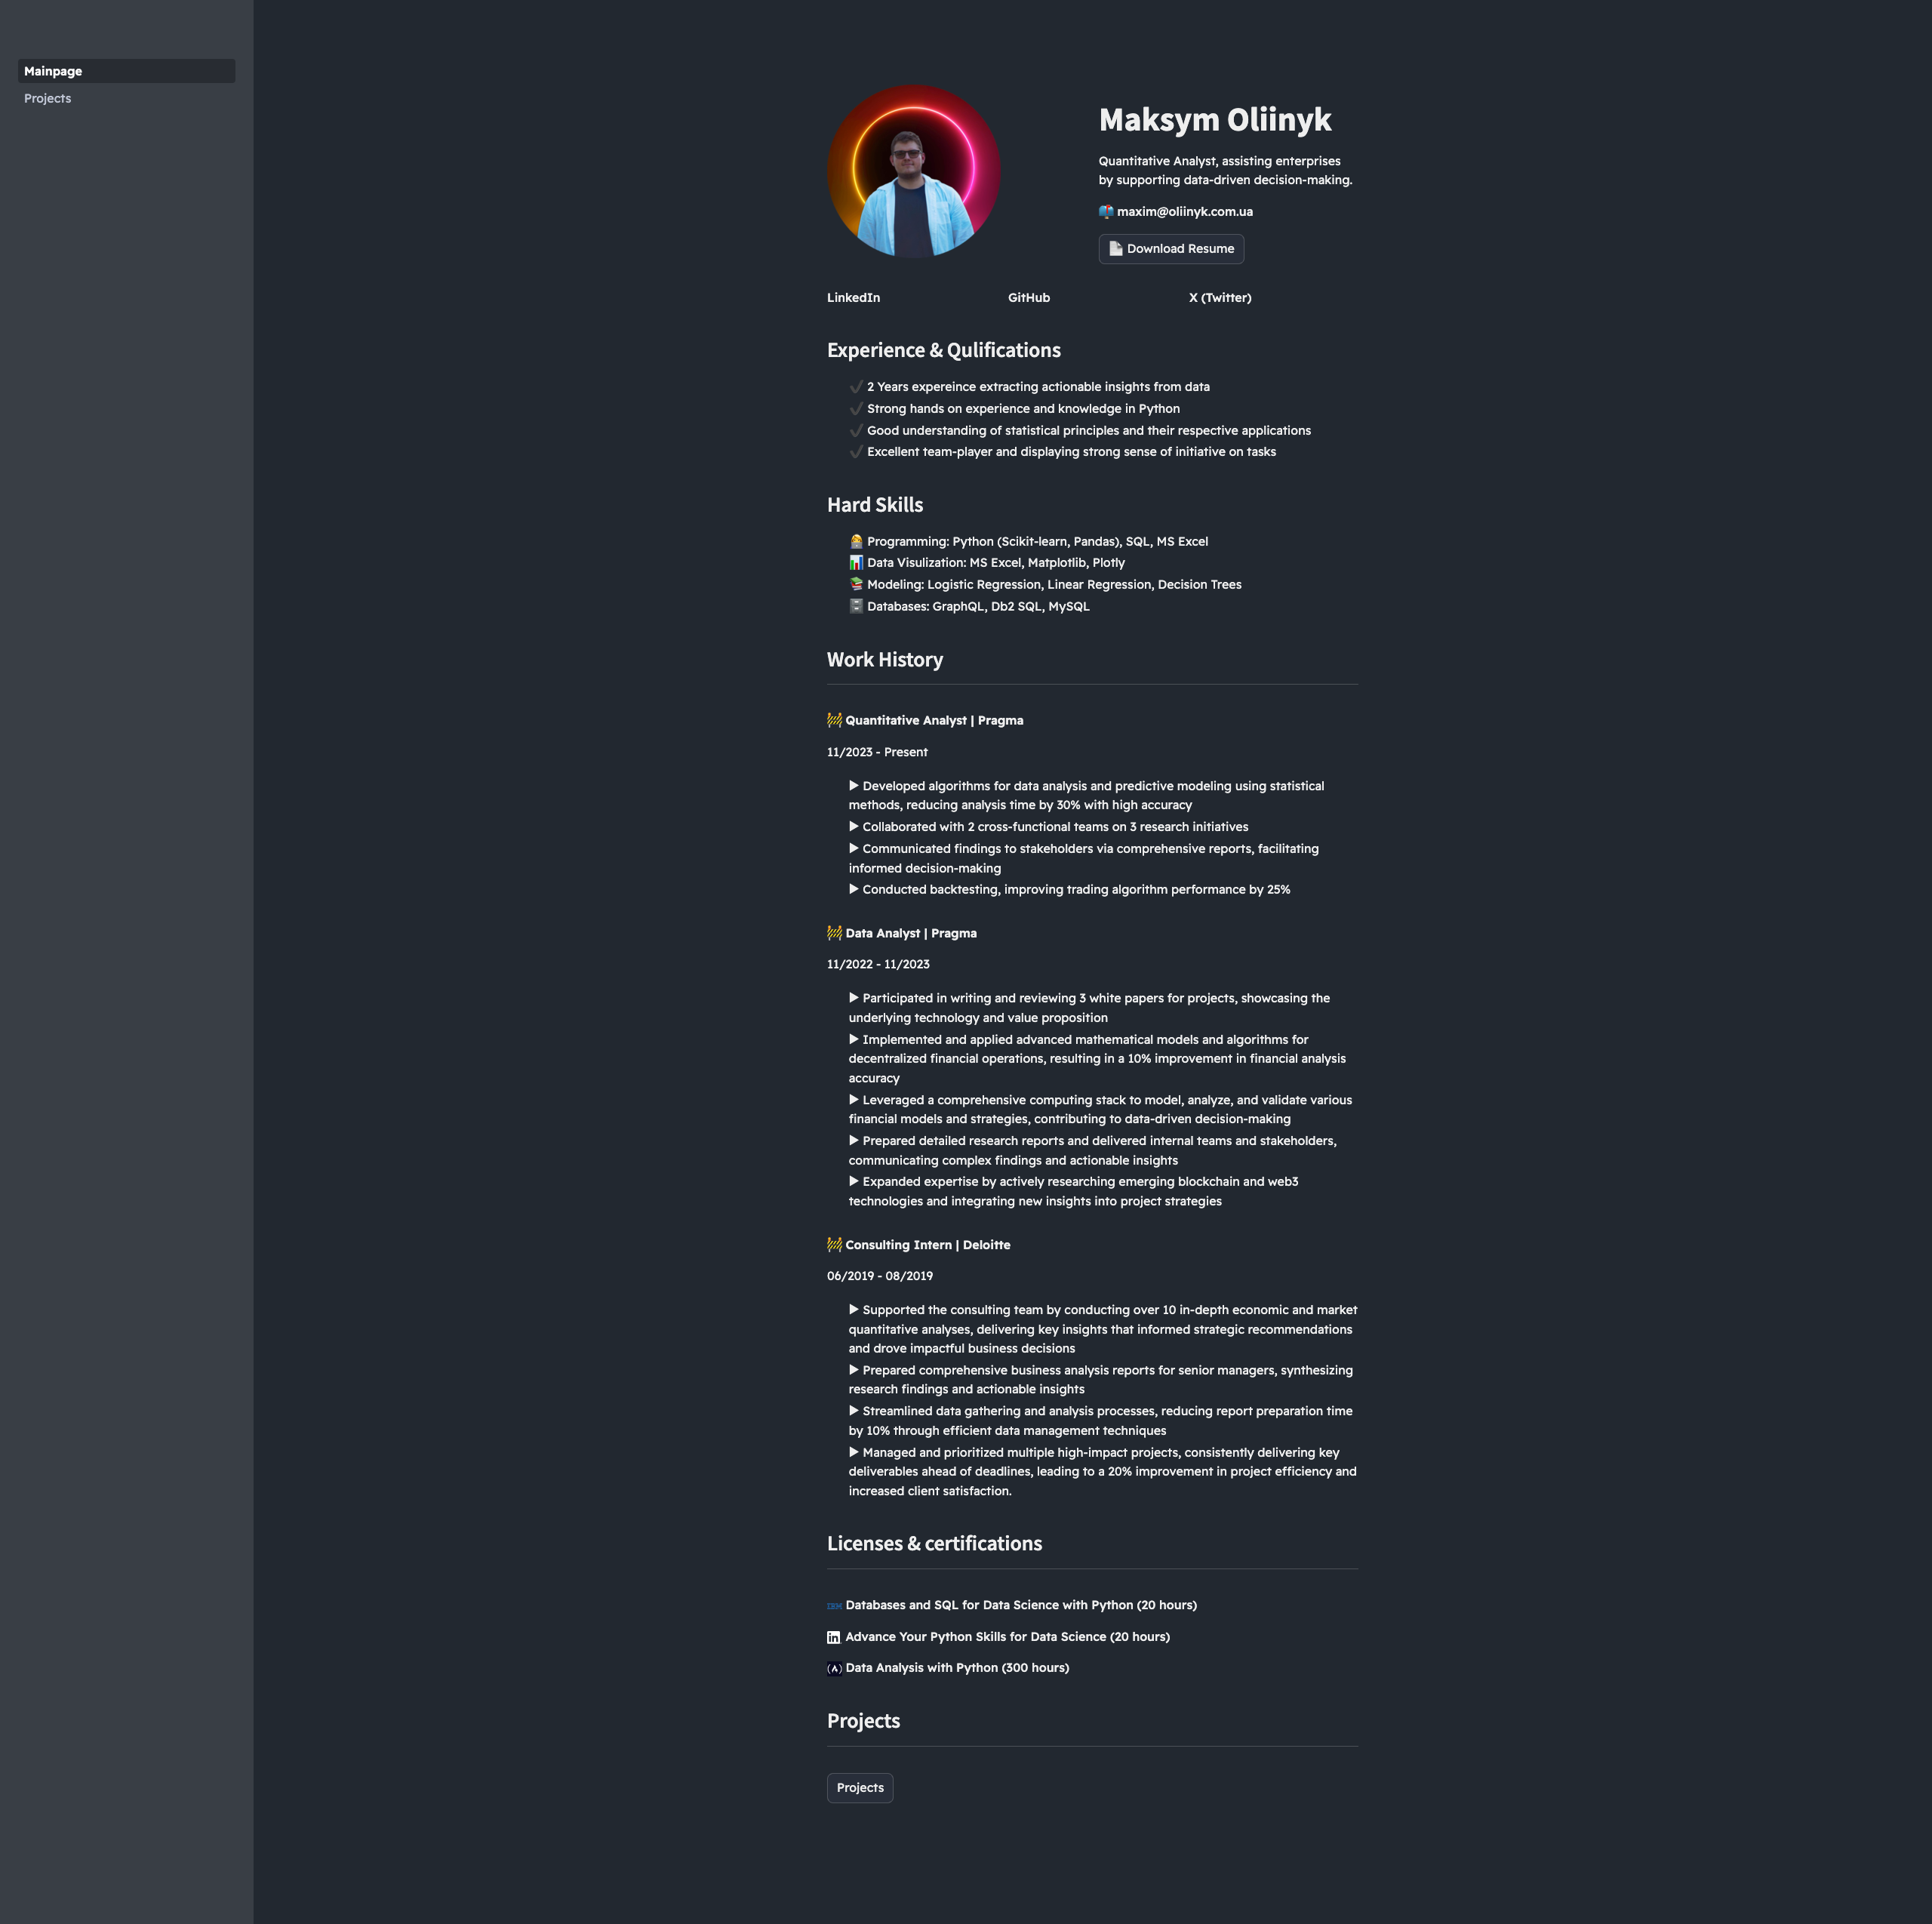 Mainpage
Projects
Maksym Oliinyk
Quantitative Analyst, assisting enterprises
by supporting data-driven decision-making.
📫 maxim@oliinyk.com.ua
📄 Download Resume
LinkedIn GitHub X (Twitter)
Experience & Qulifications
✔️ 2 Years expereince extracting actionable insights from data
✔️ Strong hands on experience and knowledge in Python
✔️ Good understanding of statistical principles and their respective applications
✔️ Excellent team-player and displaying strong sense of initiative on tasks
Hard Skills
👩‍💻 Programming: Python (Scikit-learn, Pandas), SQL, MS Excel
📊 Data Visulization: MS Excel, Matplotlib, Plotly
📚 Modeling: Logistic Regression, Linear Regression, Decision Trees
🗄️ Databases: GraphQL, Db2 SQL, MySQL
Work History
🚧 Quantitative Analyst | Pragma
11/2023 - Present
► Developed algorithms for data analysis and predictive modeling using statistical
methods, reducing analysis time by 30% with high accuracy
► Collaborated with 2 cross-functional teams on 3 research initiatives
► Communicated findings to stakeholders via comprehensive reports, facilitating
informed decision-making
► Conducted backtesting, improving trading algorithm performance by 25%
🚧 Data Analyst | Pragma
11/2022 - 11/2023
► Participated in writing and reviewing 3 white papers for projects, showcasing the
underlying technology and value proposition
► Implemented and applied advanced mathematical models and algorithms for
decentralized financial operations, resulting in a 10% improvement in financial analysis
accuracy
► Leveraged a comprehensive computing stack to model, analyze, and validate various
financial models and strategies, contributing to data-driven decision-making
► Prepared detailed research reports and delivered internal teams and stakeholders,
communicating complex findings and actionable insights
► Expanded expertise by actively researching emerging blockchain and web3
technologies and integrating new insights into project strategies
🚧 Consulting Intern | Deloitte
06/2019 - 08/2019
► Supported the consulting team by conducting over 10 in-depth economic and market
quantitative analyses, delivering key insights that informed strategic recommendations
and drove impactful business decisions
► Prepared comprehensive business analysis reports for senior managers, synthesizing
research findings and actionable insights
► Streamlined data gathering and analysis processes, reducing report preparation time
by 10% through efficient data management techniques
► Managed and prioritized multiple high-impact projects, consistently delivering key
deliverables ahead of deadlines, leading to a 20% improvement in project efficiency and
increased client satisfaction.
Licenses & certifications
IBM Databases and SQL for Data Science with Python (20 hours)
in Advance Your Python Skills for Data Science (20 hours)
Data Analysis with Python (300 hours)
Projects
Projects